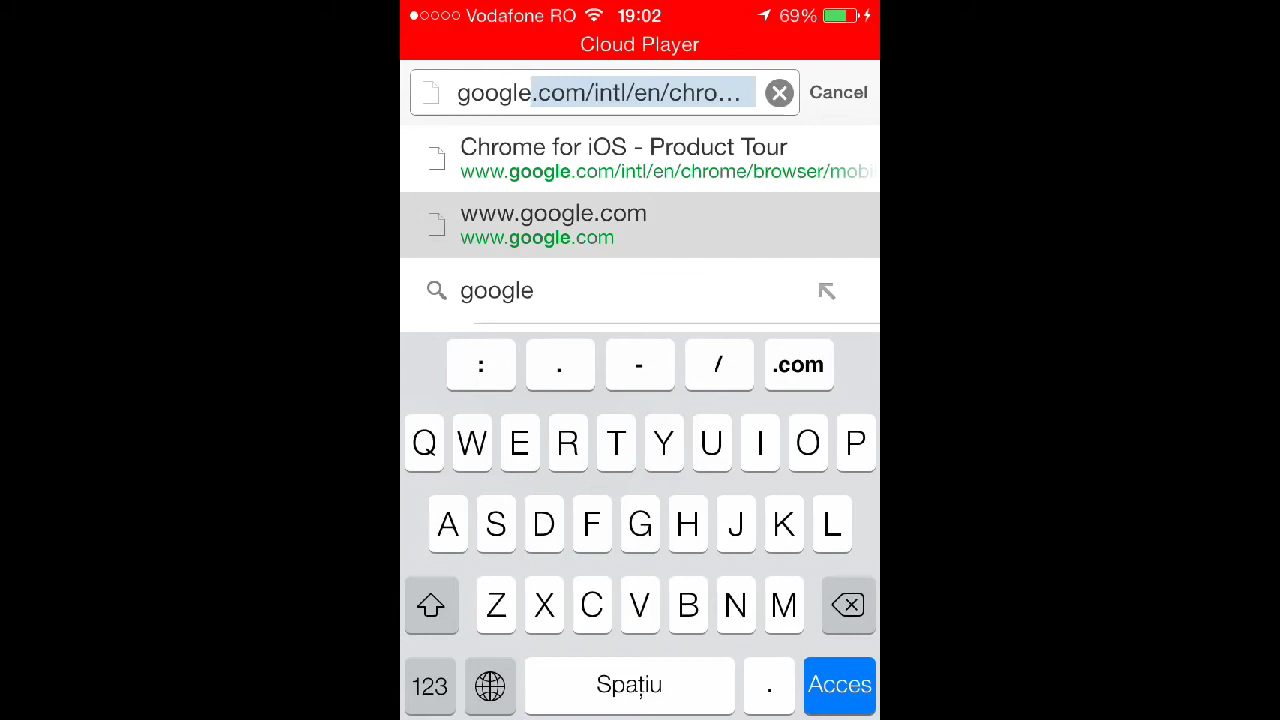 Vodafone RO 19:02 69%
Cloud Player
google.com/intl/en/chro... Cancel
Chrome for iOS - Product Tour
www.google.com/intl/en/chrome/browser/mobi
www.google.com
www.google.com
google
: . - / .com
Q W E R T Y U I O P
A S D F G H J K L
Z X C V B N M
123 Spațiu . Acces